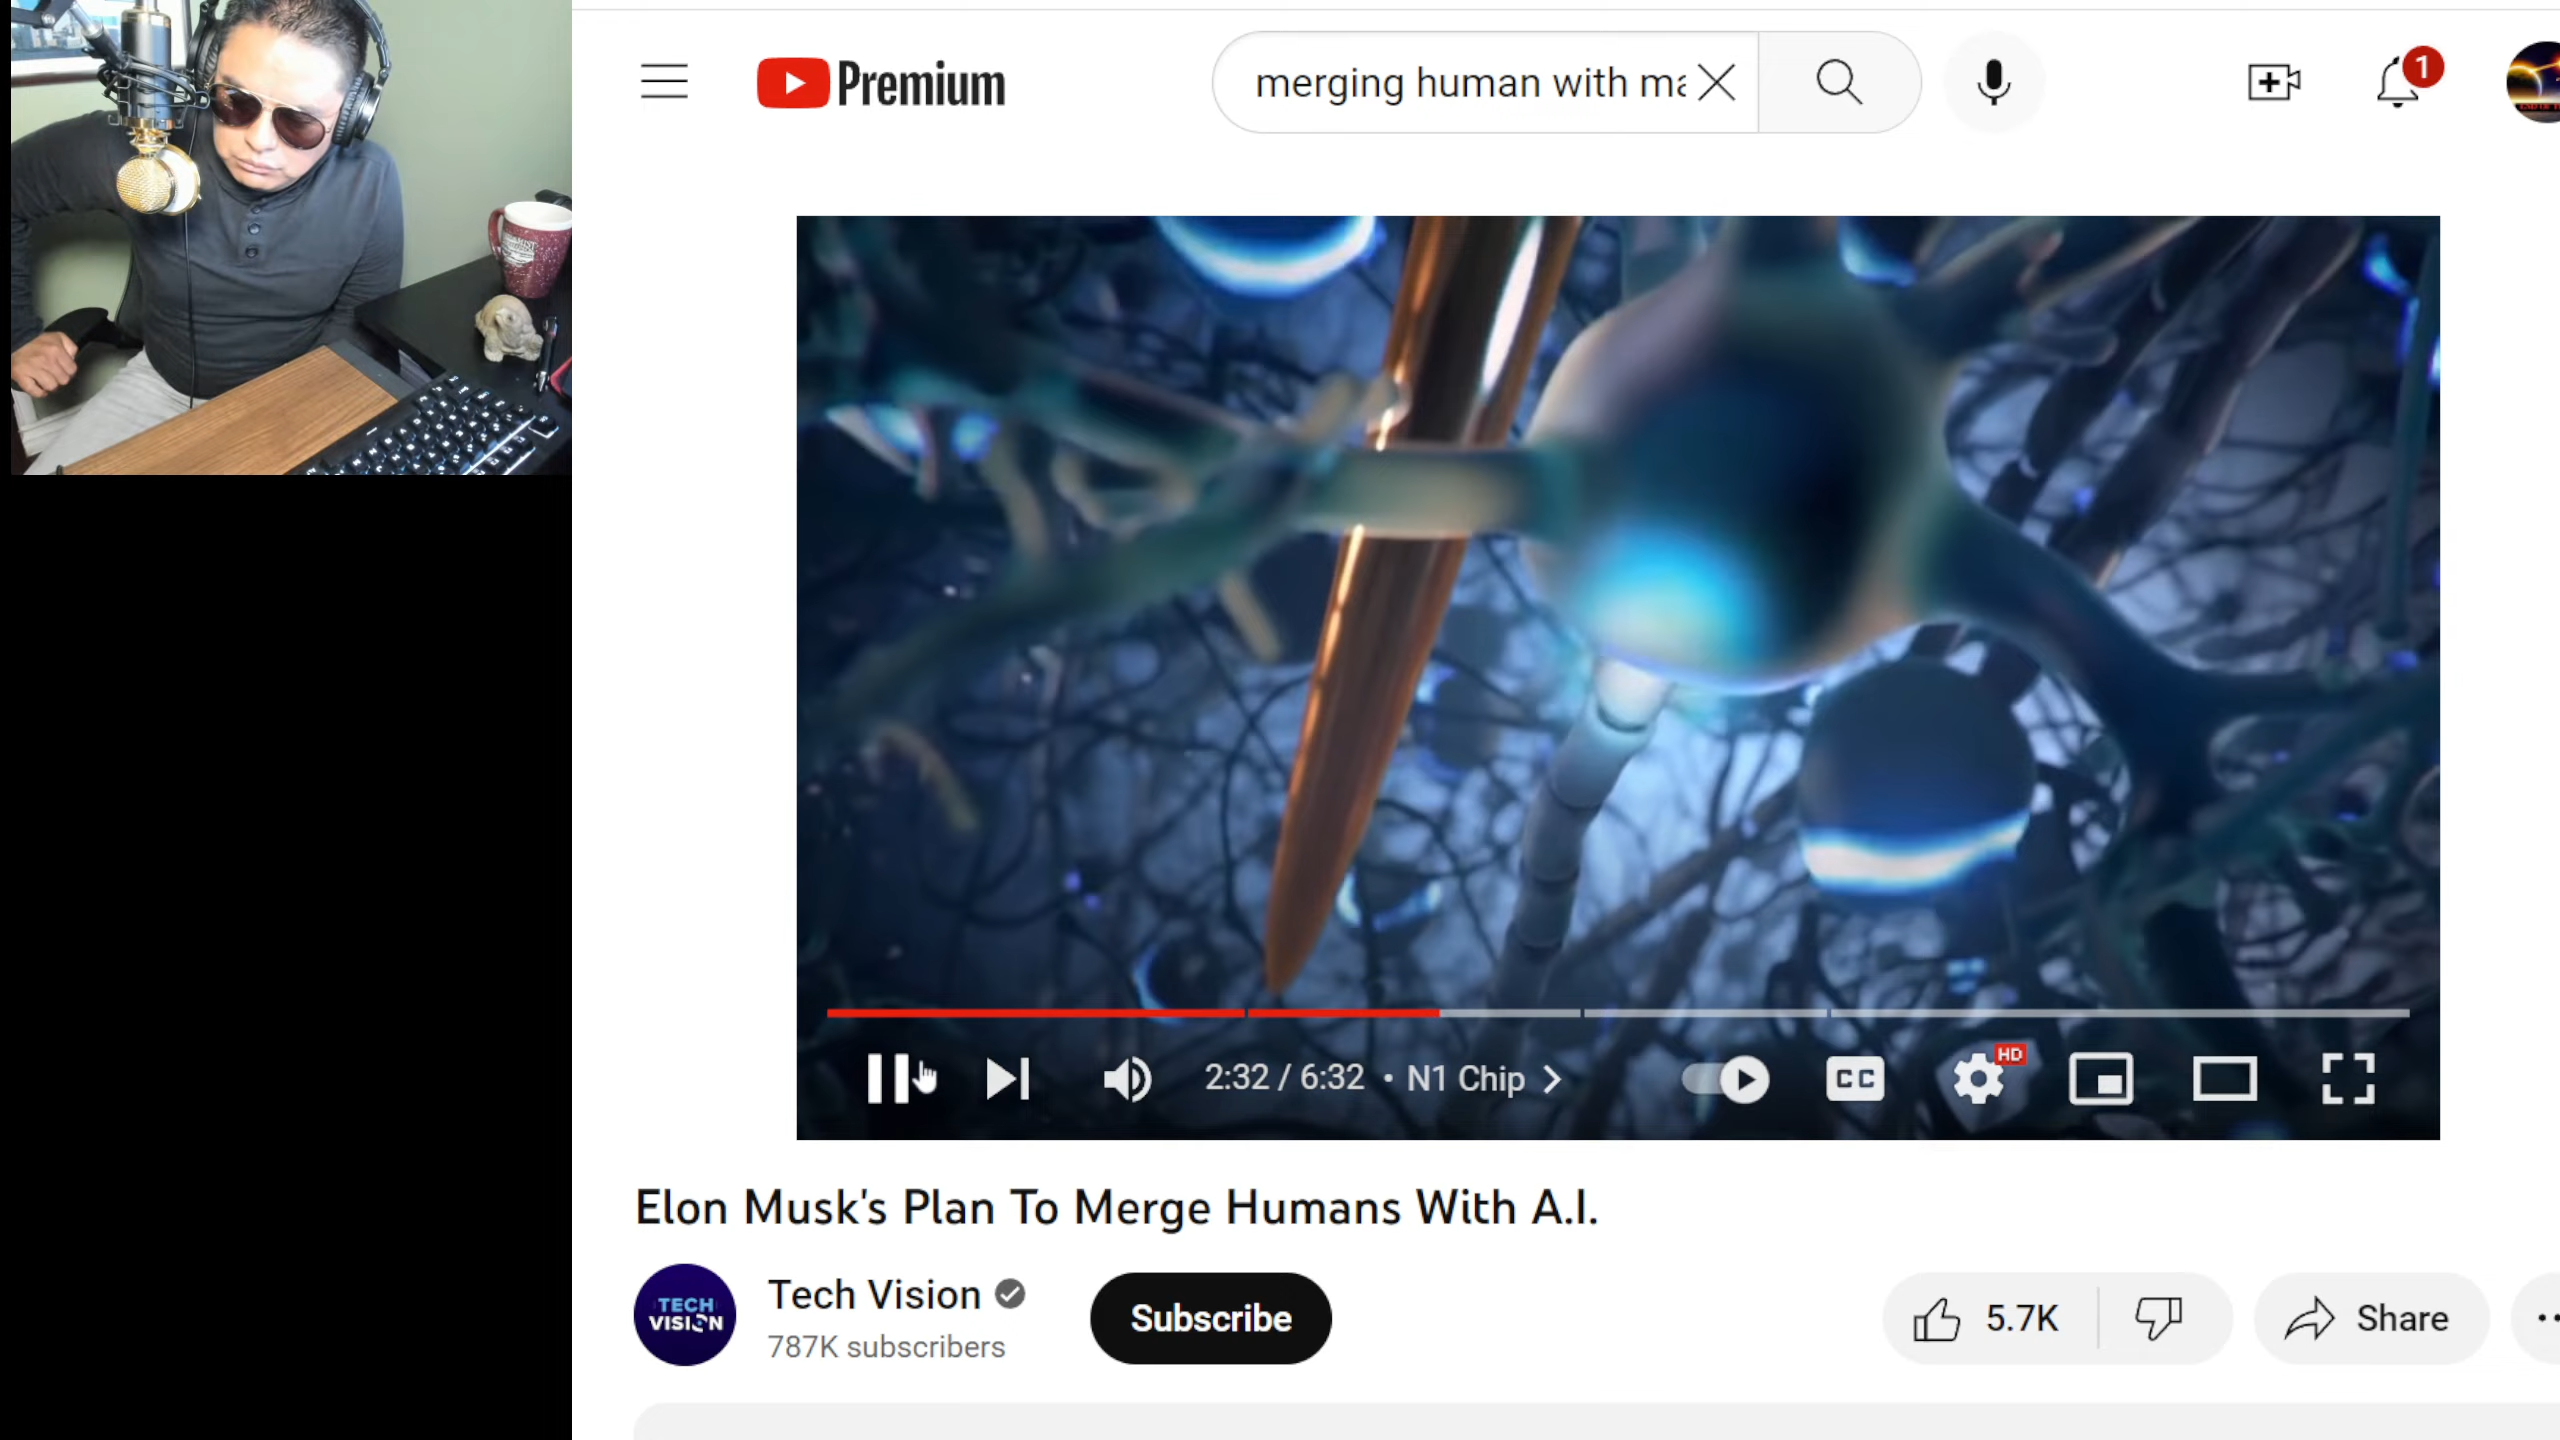 Premium
merging human with ma
1
HD
CC
2:32 / 6:32 • N1 Chip
Elon Musk's Plan To Merge Humans With A.I.
TECH
VISION
Tech Vision
787K subscribers
Subscribe
5.7K
Share